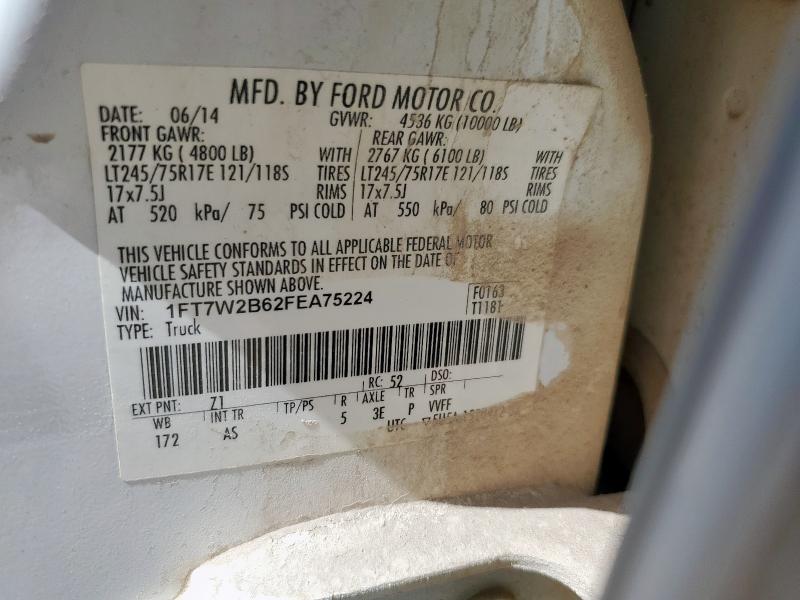 MFD. BY FORD MOTOR CO.
DATE: 06/14 GVWR: 4536 KG (10000 LB)
FRONT GAWR: REAR GAWR:
2177 KG ( 4800 LB) WITH 2767 KG ( 6100 LB) WITH
LT245/75R17E 121/118S TIRES LT245/75R17E 121/118S TIRES
17x7.5J RIMS 17x7.5J RIMS
AT 520 kPa/ 75 PSI COLD AT 550 kPa/ 80 PSI COLD
THIS VEHICLE CONFORMS TO ALL APPLICABLE FEDERAL MOTOR
VEHICLE SAFETY STANDARDS IN EFFECT ON THE DATE OF
MANUFACTURE SHOWN ABOVE.
VIN: 1FT7W2B62FEA75224 F0163
TYPE: Truck T1181
RC: 52 DSO:
EXT PNT: Z1
WB INT TR TP/PS R AXLE TR SPR
172 AS 5 3E P VVFF
UTC